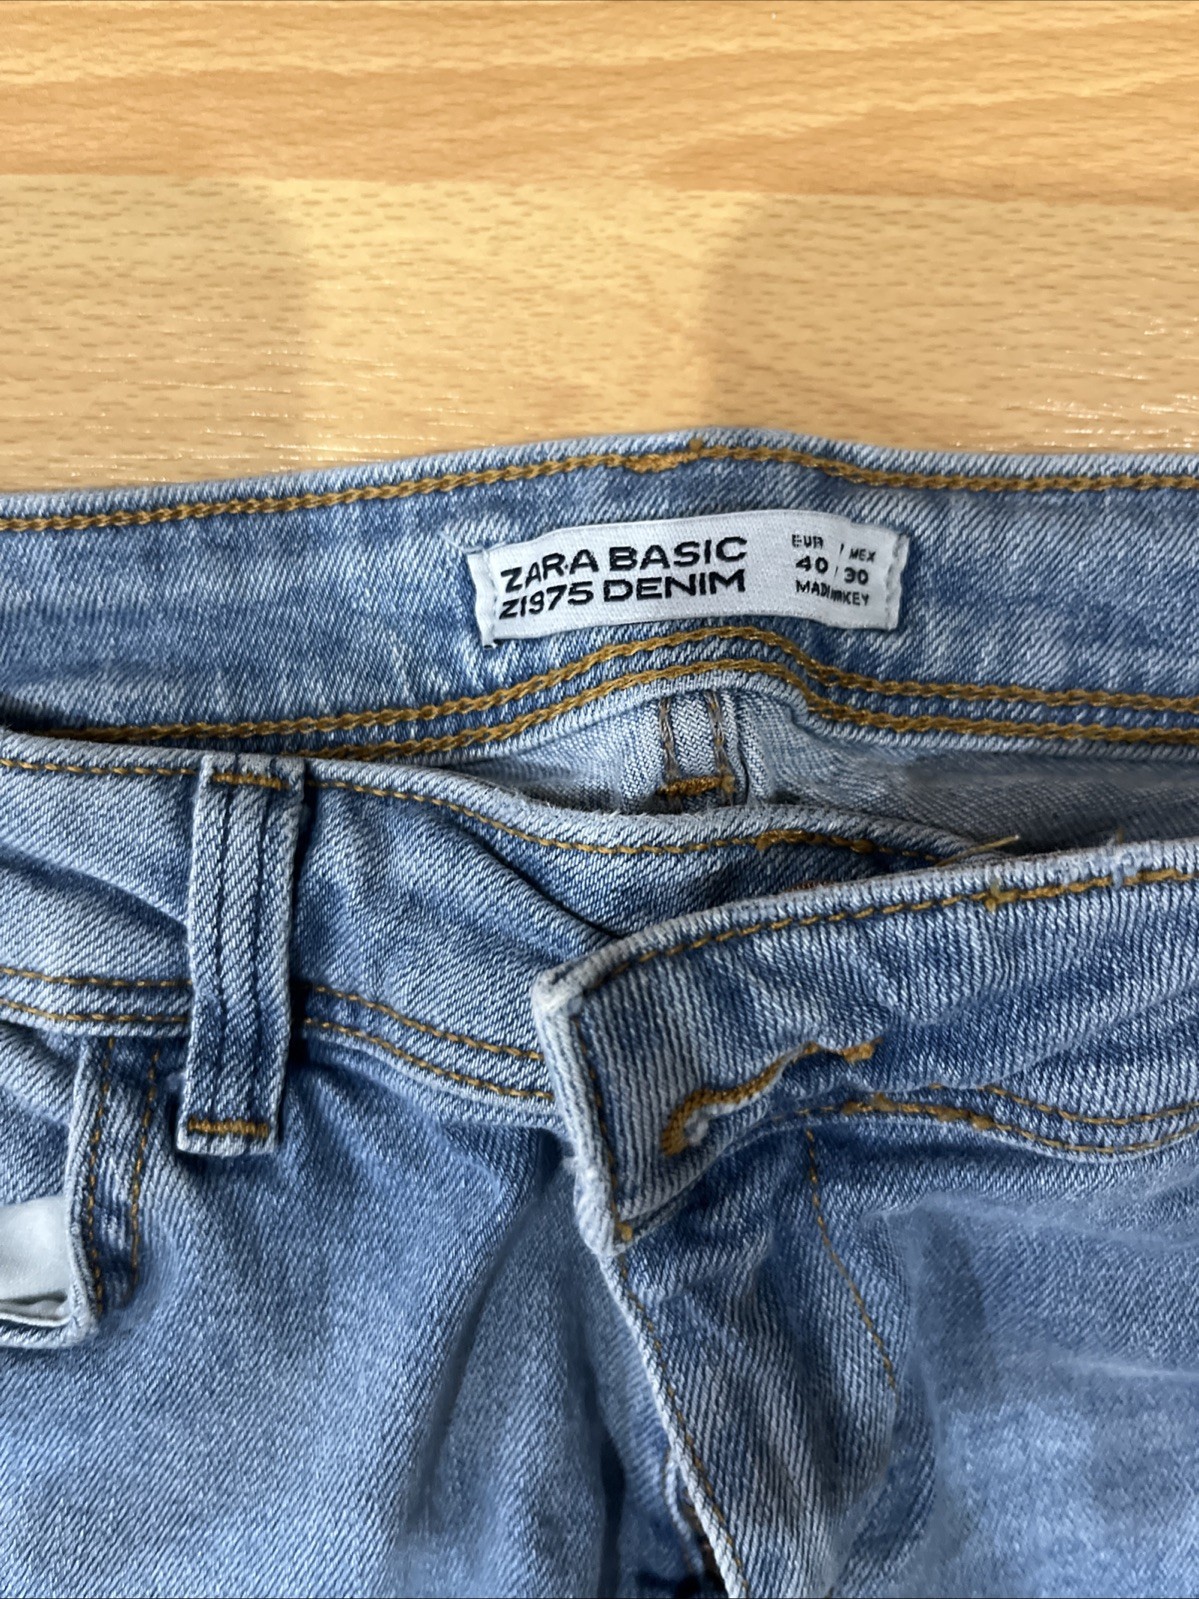 ZARA BASIC
Z1975 DENIM
EUR / MEX
40 / 30